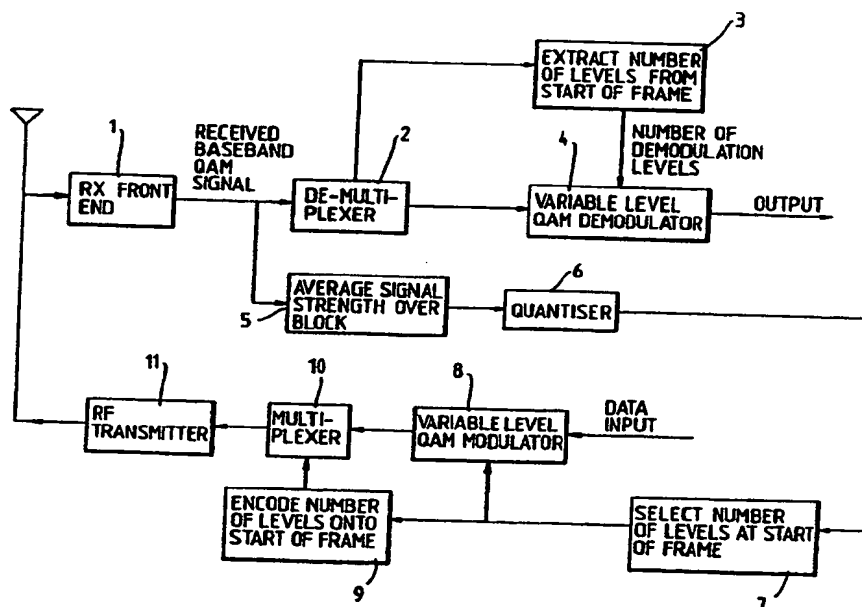 3
EXTRACT NUMBER
OF LEVELS FROM
START OF FRAME
1
RECEIVED
BASEBAND
QAM
SIGNAL
2
NUMBER OF
DEMODULATION
LEVELS
4
RX FRONT
END
DE-MULTI-
PLEXER
VARIABLE LEVEL
QAM DEMODULATOR
OUTPUT
6
AVERAGE SIGNAL
STRENGTH OVER
BLOCK
5
QUANTISER
11
10
8
RF
TRANSMITTER
MULTI-
PLEXER
VARIABLE LEVEL
QAM MODULATOR
DATA
INPUT
ENCODE NUMBER
OF LEVELS ONTO
START OF FRAME
SELECT NUMBER
OF LEVELS AT START
OF FRAME
9
7